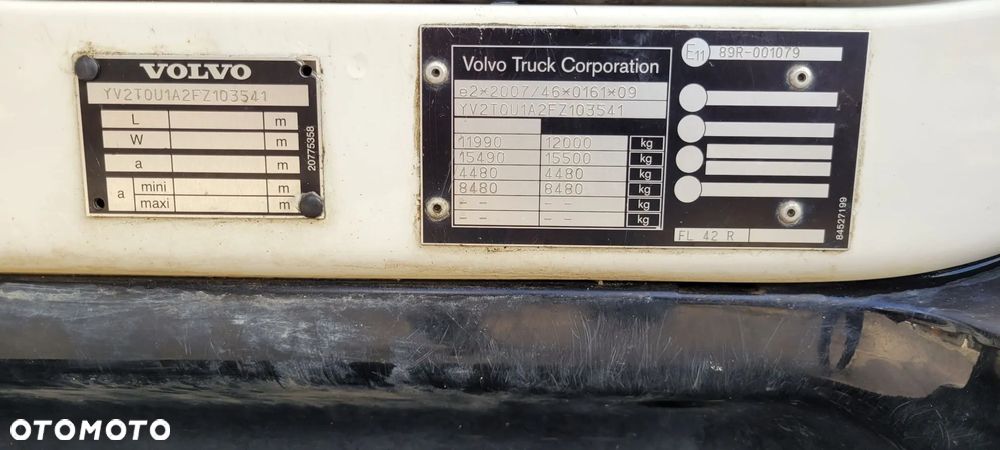 VOLVO
YV2T0U1A2FZ103541
L m
W m
a m
a mini m
maxi m
20775358
Volvo Truck Corporation
e2*2007/46*0161*09
YV2T0U1A2FZ103541
11990 12000 kg
15490 15500 kg
4480 4480 kg
8480 8480 kg
- - - - kg
- - - - kg
E11 89R-001079
FL 42 R
84527199
OTOMOTO